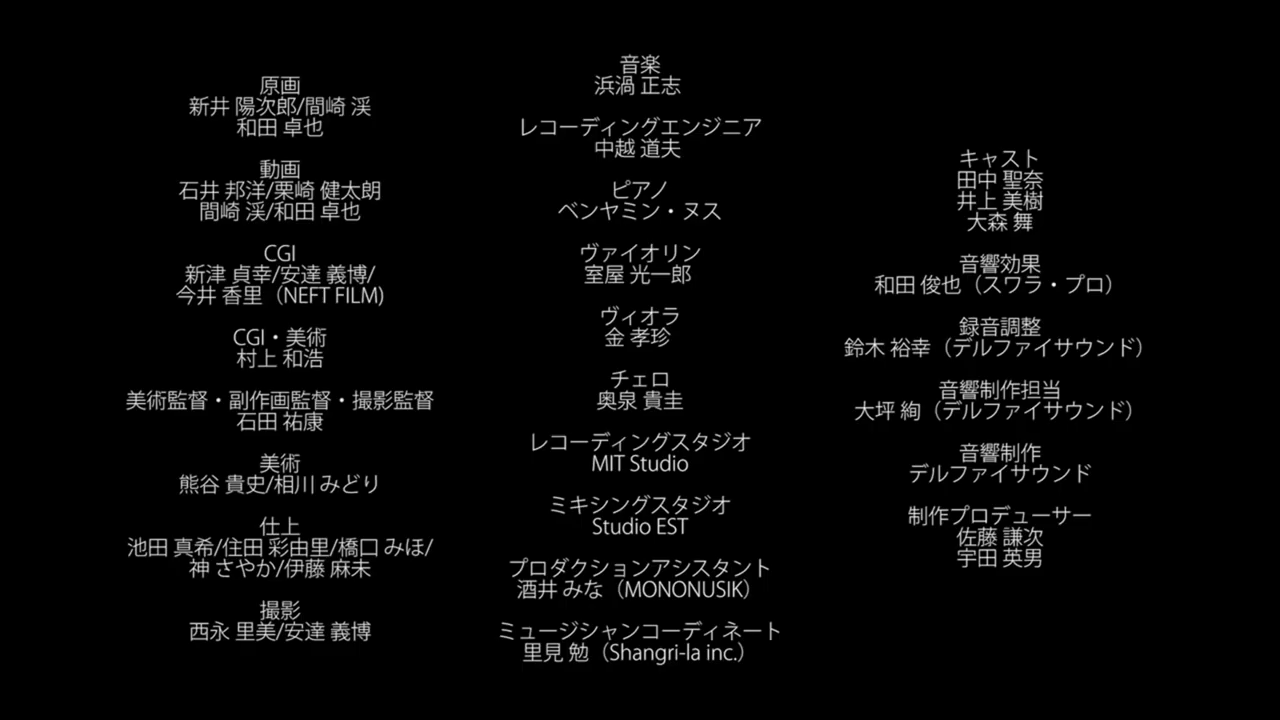 原画
新井 陽次郎/間崎 渓
和田 卓也
動画
石井 邦洋/栗崎 健太朗
間崎 渓/和田 卓也
CGI
新津 貞幸/安達 義博/
今井 香里（NEFT FILM)
CGI・美術
村上 和浩
美術監督・副作画監督・撮影監督
石田 祐康
美術
熊谷 貴史/相川 みどり
仕上
池田 真希/住田 彩由里/橋口 みほ/
神 さやか/伊藤 麻未
撮影
西永 里美/安達 義博
音楽
浜渦 正志
レコーディングエンジニア
中越 道夫
ピアノ
ベンヤミン・ヌス
ヴァイオリン
室屋 光一郎
ヴィオラ
金 孝珍
チェロ
奥泉 貴圭
レコーディングスタジオ
MIT Studio
ミキシングスタジオ
Studio EST
プロダクションアシスタント
酒井 みな（MONONUSIK）
ミュージシャンコーディネート
里見 勉（Shangri-la inc.）
キャスト
田中 聖奈
井上 美樹
大森 舞
音響効果
和田 俊也（スワラ・プロ）
録音調整
鈴木 裕幸（デルファイサウンド）
音響制作担当
大坪 絢（デルファイサウンド）
音響制作
デルファイサウンド
制作プロデューサー
佐藤 謙次
宇田 英男